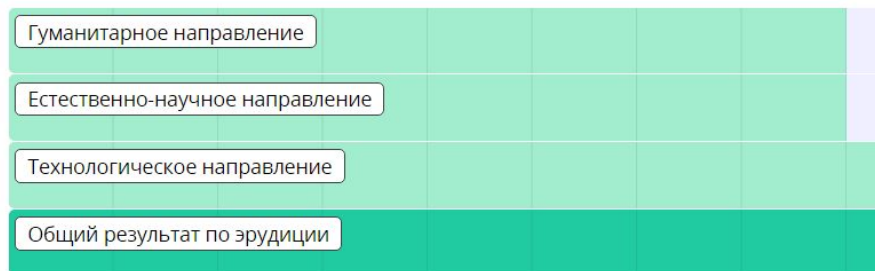 Гуманитарное направление
Естественно-научное направление
Технологическое направление
Общий результат по эрудиции